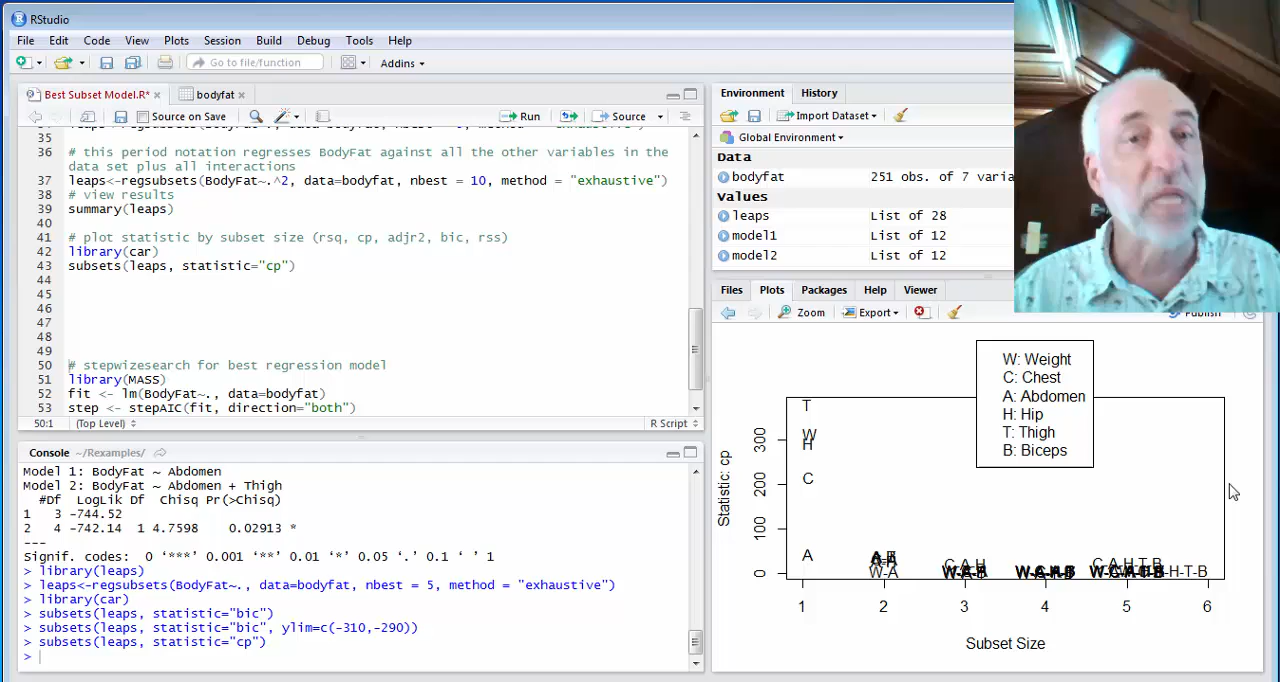 RStudio
File Edit Code View Plots Session Build Debug Tools Help
Go to file/function Addins
Best Subset Model.R* bodyfat
Source on Save Run Source
35
36 # this period notation regresses BodyFat against all the other variables in the
data set plus all interactions
37 leaps<-regsubsets(BodyFat~.^2, data=bodyfat, nbest = 10, method = "exhaustive")
38 # view results
39 summary(leaps)
40
41 # plot statistic by subset size (rsq, cp, adjr2, bic, rss)
42 library(car)
43 subsets(leaps, statistic="cp")
44
45
46
47
48
49
50 # stepwizesearch for best regression model
51 library(MASS)
52 fit <- lm(BodyFat~., data=bodyfat)
53 step <- stepAIC(fit, direction="both")
50:1 (Top Level) R Script
Console ~/Rexamples/
Model 1: BodyFat ~ Abdomen
Model 2: BodyFat ~ Abdomen + Thigh
#Df LogLik Df Chisq Pr(>Chisq)
1 3 -744.52
2 4 -742.14 1 4.7598 0.02913 *
---
Signif. codes: 0 ‘***’ 0.001 ‘**’ 0.01 ‘*’ 0.05 ‘.’ 0.1 ‘ ’ 1
> library(leaps)
> leaps<-regsubsets(BodyFat~., data=bodyfat, nbest = 5, method = "exhaustive")
> library(car)
> subsets(leaps, statistic="bic")
> subsets(leaps, statistic="bic", ylim=c(-310,-290))
> subsets(leaps, statistic="cp")
>
Environment History
Import Dataset
Global Environment
Data
bodyfat 251 obs. of 7 varia
Values
leaps List of 28
model1 List of 12
model2 List of 12
Files Plots Packages Help Viewer
Zoom Export Publish
W: Weight
C: Chest
A: Abdomen
H: Hip
T: Thigh
B: Biceps
T
W
H
C
A
W-A
C-A-H
Statistic: cp
300
200
100
0
1 2 3 4 5 6
Subset Size